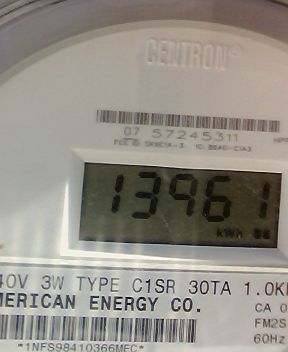 CENTRON®
07 57245311
13961
kWh
40V 3W TYPE C1SR 30TA 1.0K
MERICAN ENERGY CO.
CA 0
FM2S
60Hz
*1NFS98410366MEC*